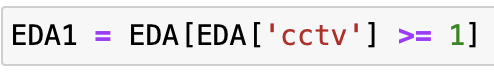 EDA1 = EDA[EDA['cctv'] >= 1]